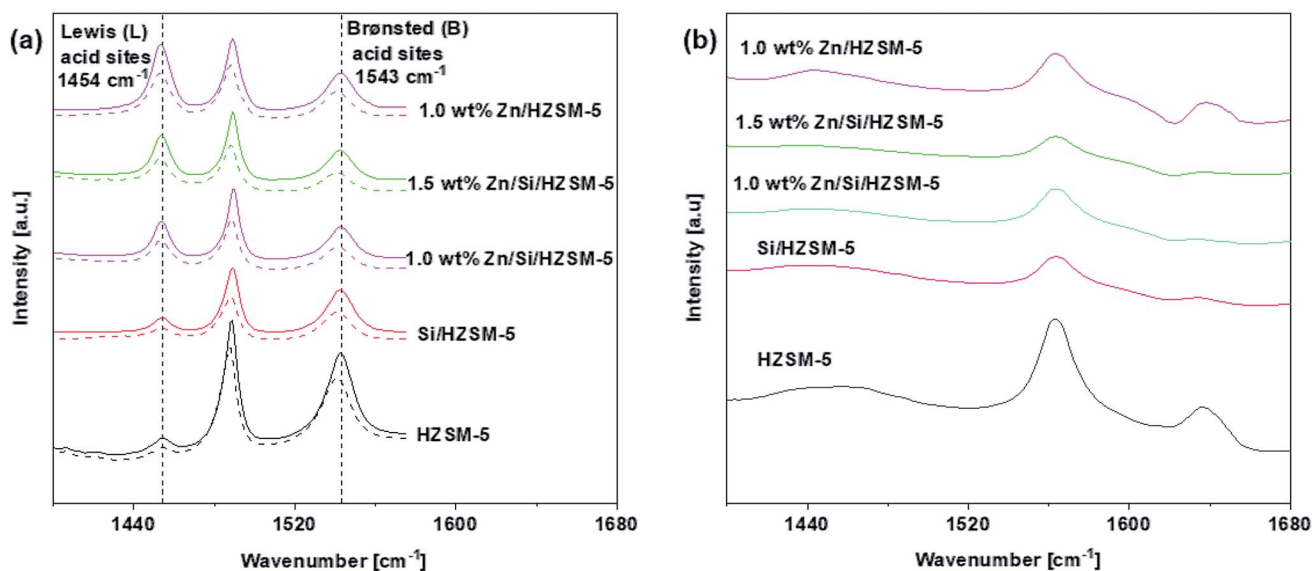 (a)
Lewis (L)
acid sites
1454 cm⁻¹
Brønsted (B)
acid sites
1543 cm⁻¹
1.0 wt% Zn/HZSM-5
1.5 wt% Zn/Si/HZSM-5
1.0 wt% Zn/Si/HZSM-5
Si/HZSM-5
HZSM-5
Intensity [a.u.]
1440 1520 1600 1680
Wavenumber [cm⁻¹]
(b)
1.0 wt% Zn/HZSM-5
1.5 wt% Zn/Si/HZSM-5
1.0 wt% Zn/Si/HZSM-5
Si/HZSM-5
HZSM-5
Intensity [a.u]
1440 1520 1600 1680
Wavenumber [cm⁻¹]